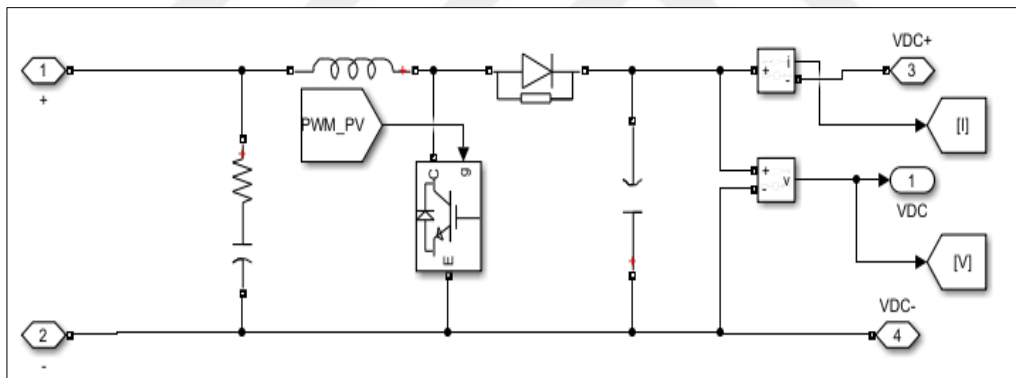 VDC+
1
i
+
-
3
+
PWM_PV
[I]
C
g
+
v
-
1
VDC
E
[V]
VDC-
2
4
-